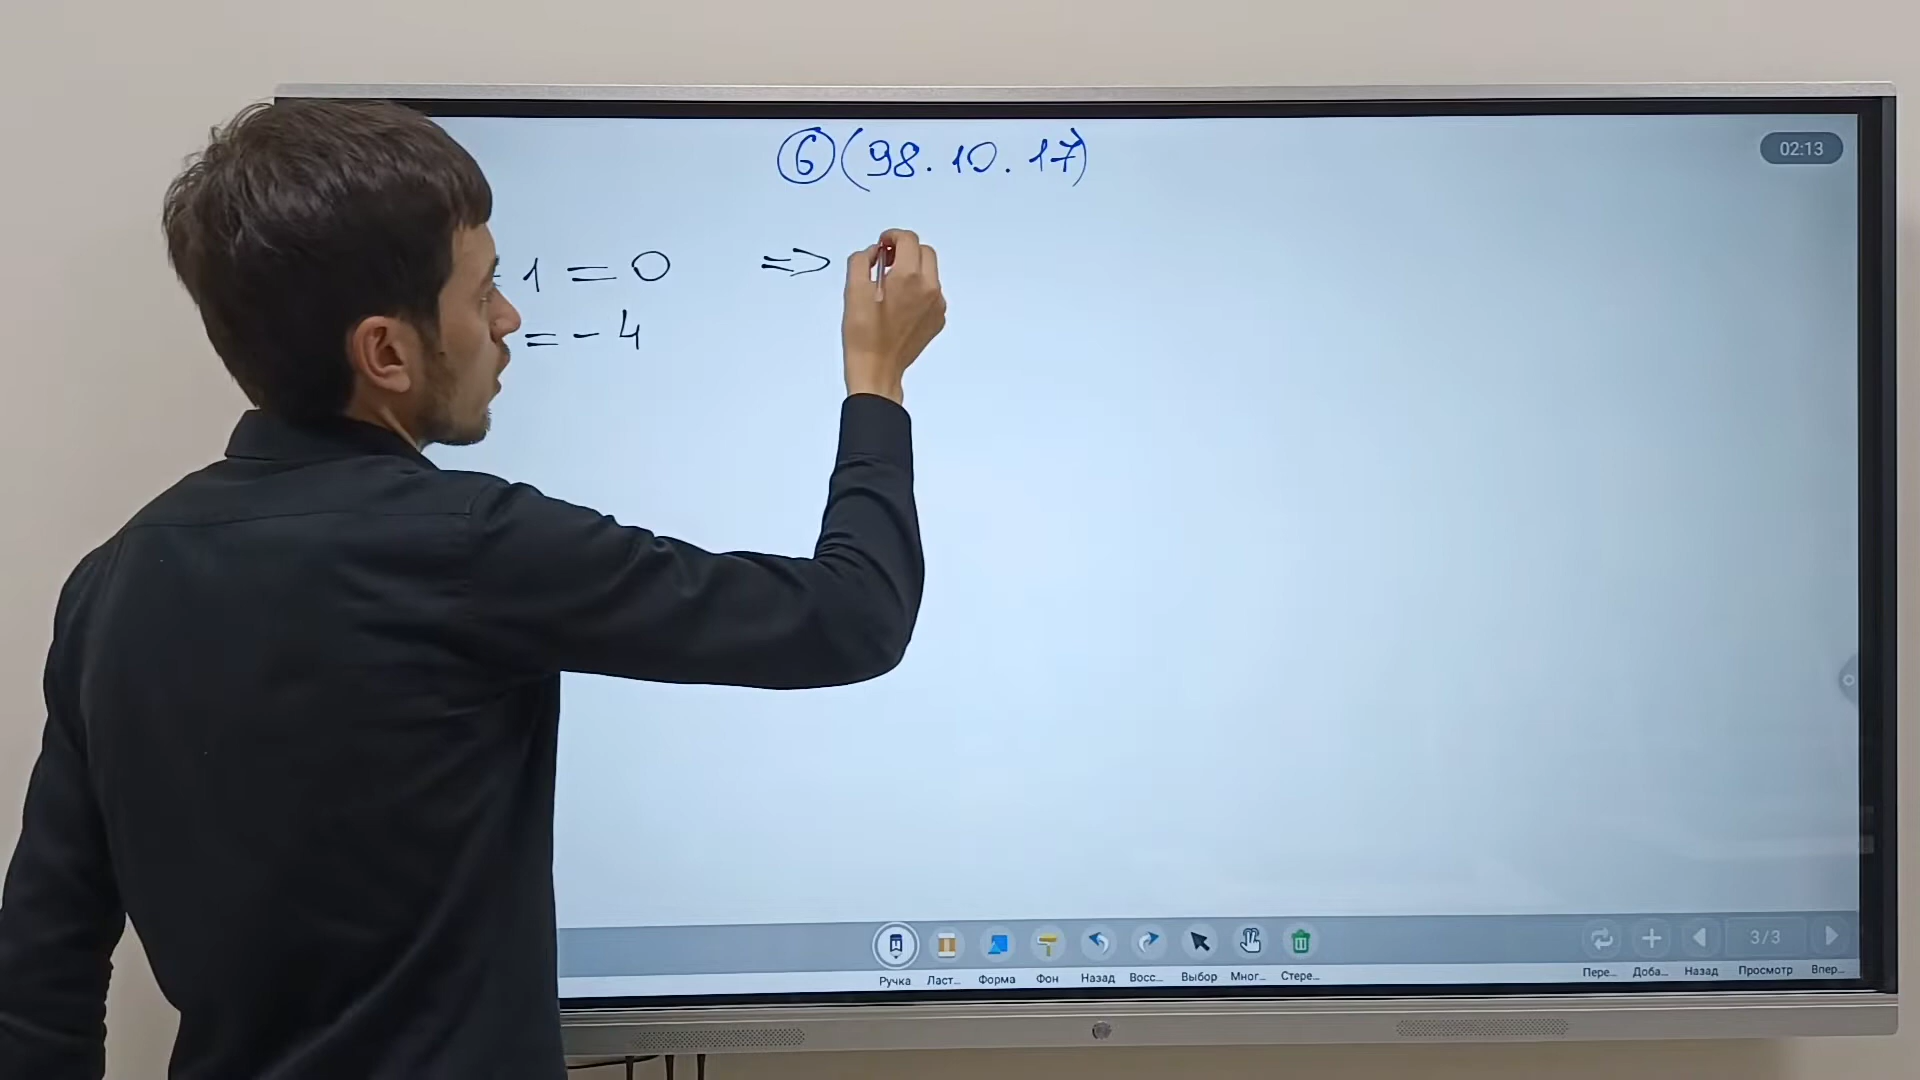 6 (98. 10. 17)
02:13
1 = 0 =>
= - 4
3/3
Ручка Ласт... Форма Фон Назад Восс... Выбор Мног... Стере... Пере... Доба... Назад Просмотр Впер...